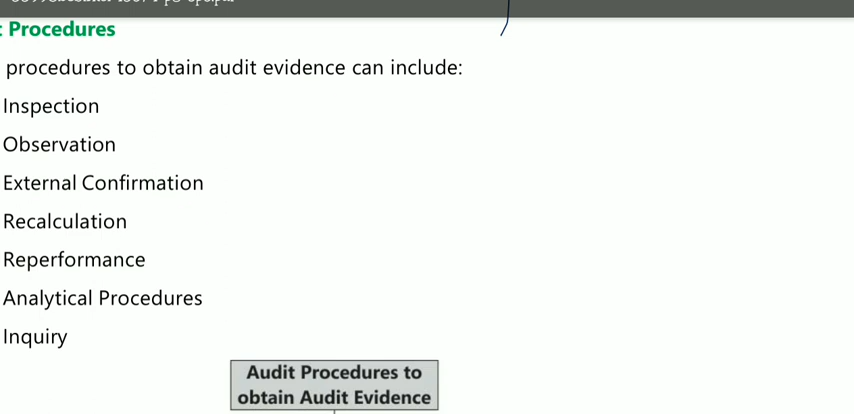 : Procedures
procedures to obtain audit evidence can include:
Inspection
Observation
External Confirmation
Recalculation
Reperformance
Analytical Procedures
Inquiry
Audit Procedures to
obtain Audit Evidence